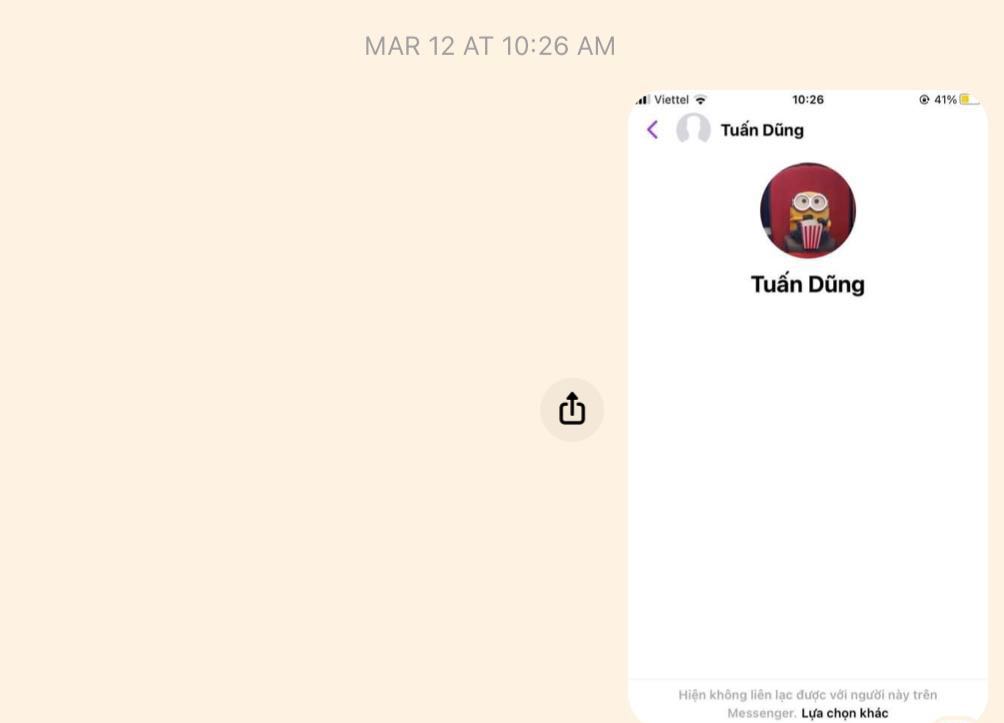 MAR 12 AT 10:26 AM
Viettel 10:26 41%
Tuấn Dũng
Tuấn Dũng
Hiện không liên lạc được với người này trên
Messenger. Lựa chọn khác